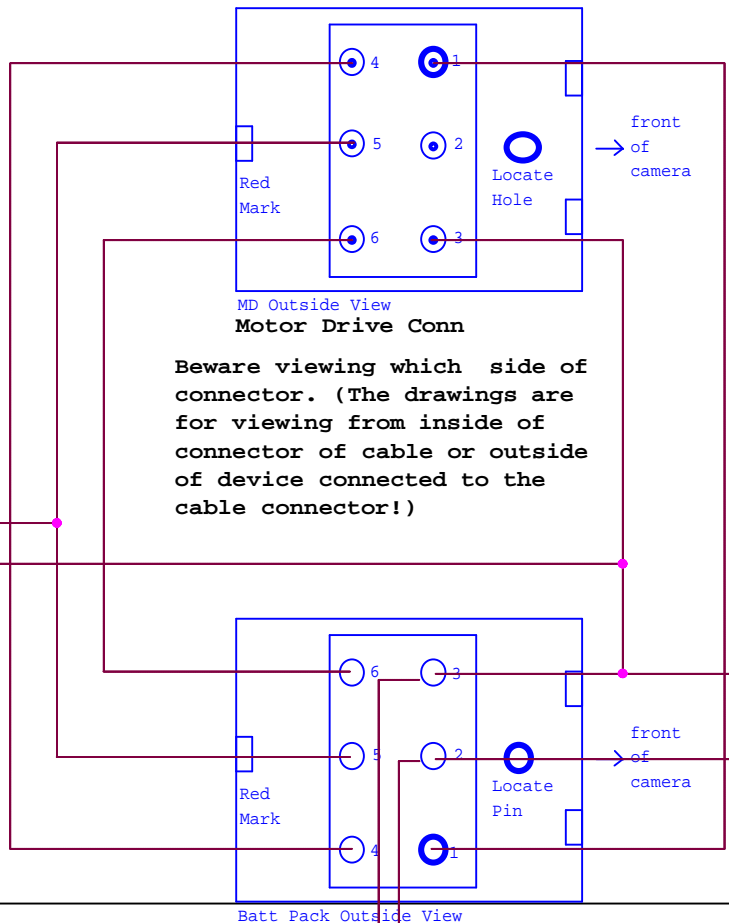 4
1
front
5
2
of
Locate
camera
Red
Hole
Mark
6
3
MD Outside View
Motor Drive Conn
Beware viewing which  side of
connector. (The drawings are
for viewing from inside of
connector of cable or outside
of device connected to the
cable connector!)
6
3
front
5
2
of
Locate
camera
Red
Pin
Mark
4
1
Batt Pack Outside View